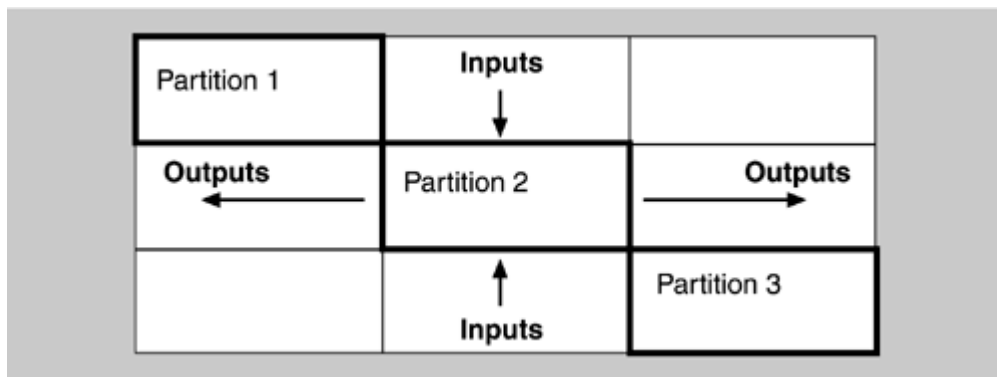 Partition 1
Inputs
Outputs
Partition 2
Outputs
Partition 3
Inputs